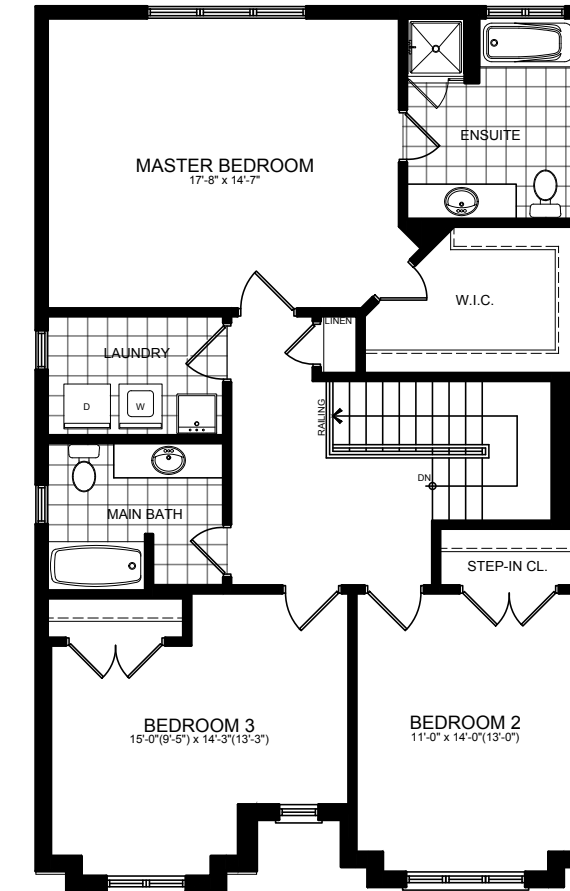 ENSUITE
MASTER BEDROOM
17'-8" x 14'-7"
W.I.C.
LINEN
LAUNDRY
D
W
RAILING
DN
MAIN BATH
STEP-IN CL.
BEDROOM 3
15'-0"(9'-5") x 14'-3"(13'-3")
BEDROOM 2
11'-0" x 14'-0"(13'-0")